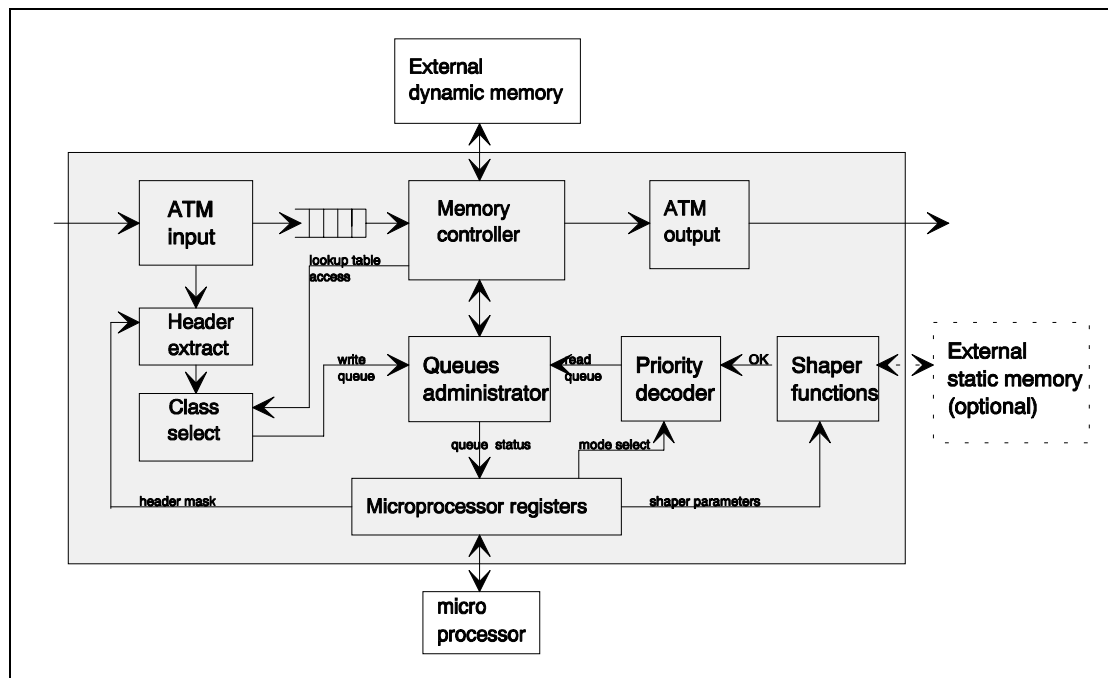 External
dynamic memory
ATM
input
Memory
controller
ATM
output
lookup table
access
Header
extract
write
queue
Queues
administrator
read
queue
Priority
decoder
OK
Shaper
functions
External
static memory
(optional)
Class
select
queue status
mode select
header mask
Microprocessor registers
shaper parameters
micro
processor